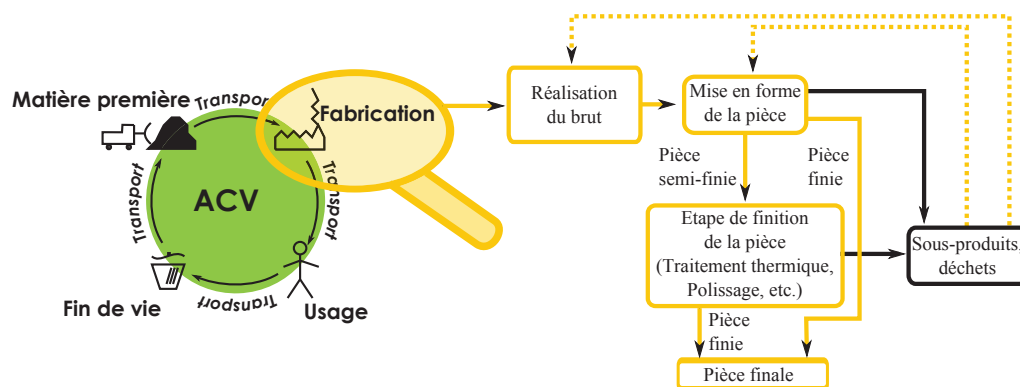 Matière première
Transport
Fabrication
Transport
ACV
Transport
Fin de vie
Transport
Usage
Réalisation
du brut
Mise en forme
de la pièce
Pièce
semi-finie
Pièce
finie
Etape de finition
de la pièce
(Traitement thermique,
Polissage, etc.)
Sous-produits,
déchets
Pièce
finie
Pièce finale